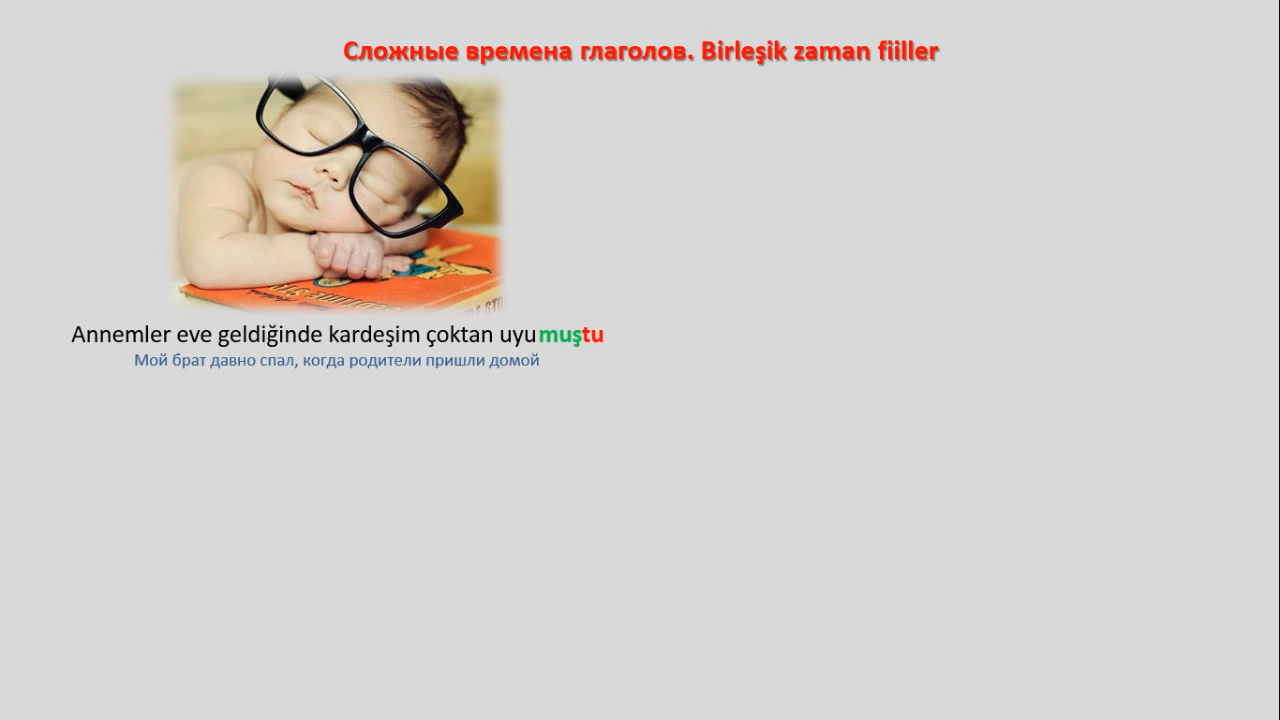 Сложные времена глаголов. Birleşik zaman fiiller
Annemler eve geldiğinde kardeşim çoktan uyumuştu
Мой брат давно спал, когда родители пришли домой